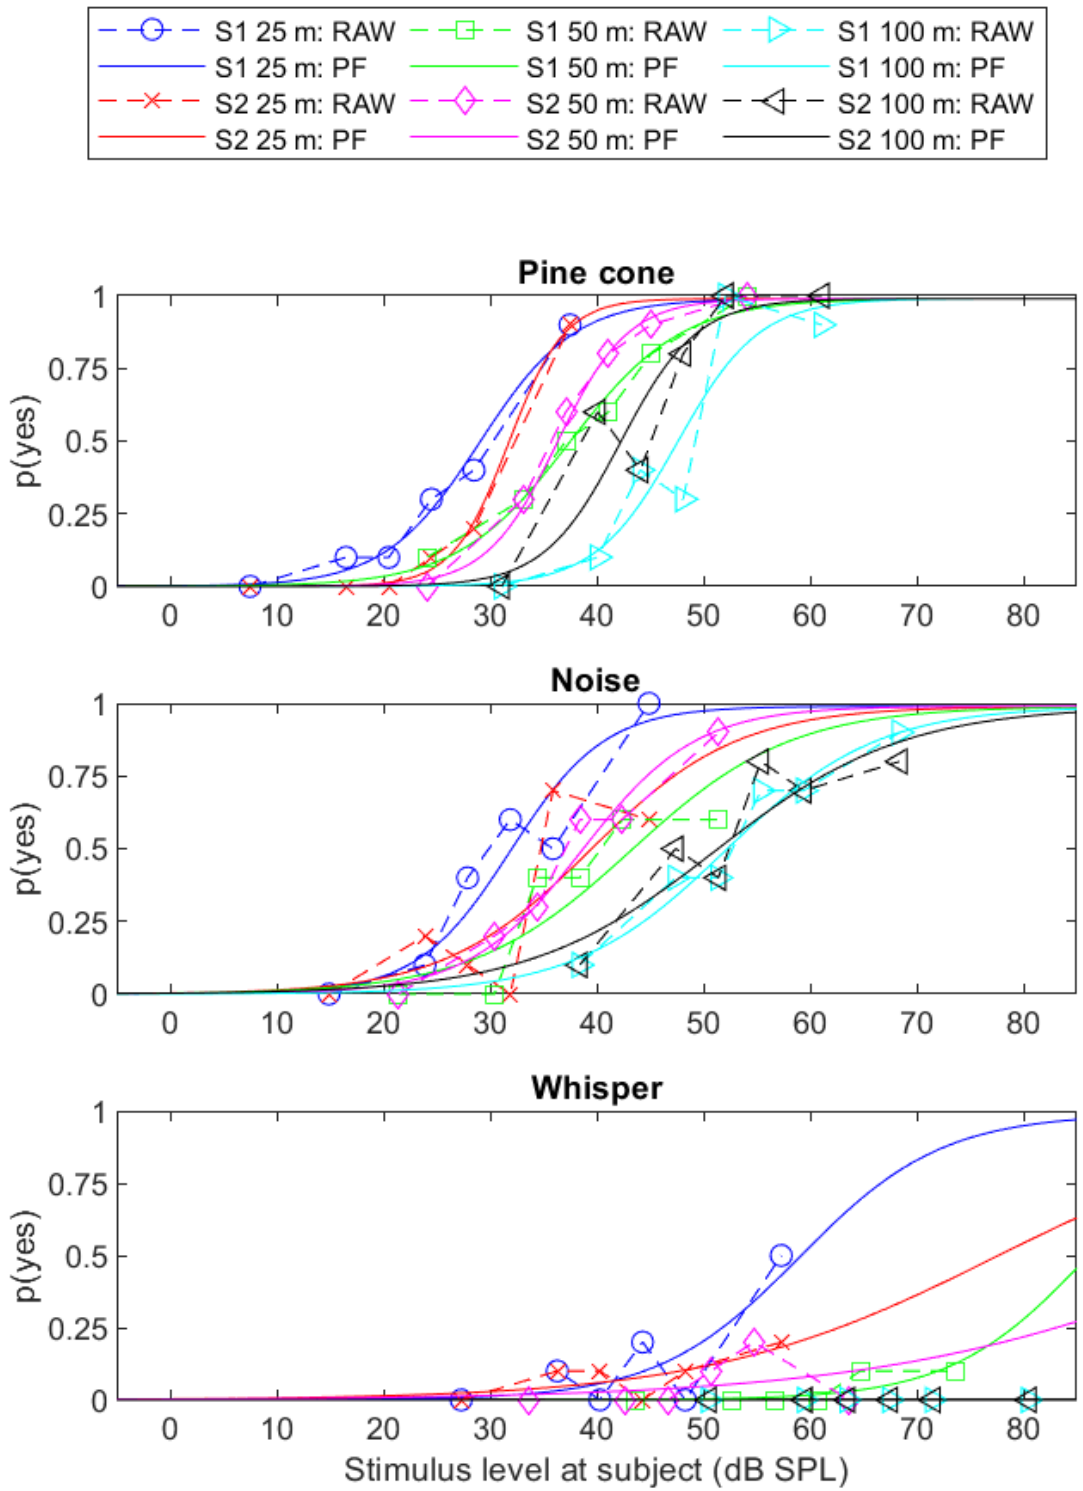 S1 25 m: RAW S1 50 m: RAW S1 100 m: RAW
S1 25 m: PF S1 50 m: PF S1 100 m: PF
S2 25 m: RAW S2 50 m: RAW S2 100 m: RAW
S2 25 m: PF S2 50 m: PF S2 100 m: PF
Pine cone
1
0.75
0.5
0.25
0
p(yes)
0 10 20 30 40 50 60 70 80
Noise
1
0.75
0.5
0.25
0
p(yes)
0 10 20 30 40 50 60 70 80
Whisper
1
0.75
0.5
0.25
0
p(yes)
0 10 20 30 40 50 60 70 80
Stimulus level at subject (dB SPL)